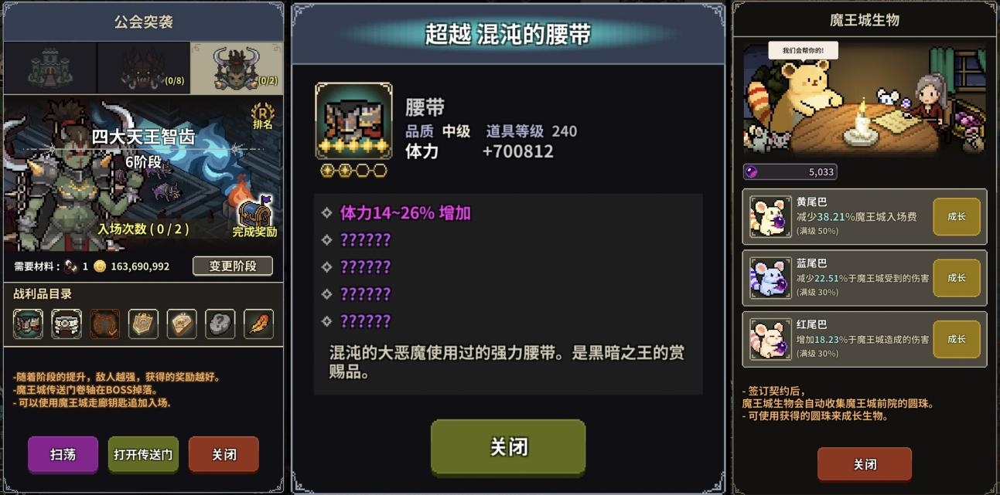 公会突袭
(0/8)
(0/2)
R
排名
四大天王智齿
6阶段
入场次数 ( 0 / 2 )
完成奖励
需要材料： 1 163,690,992
变更阶段
战利品目录
-随着阶段的提升，敌人越强，获得的奖励越好。
-魔王城传送门卷轴在BOSS掉落。
- 可以使用魔王城走廊钥匙追加入场.
扫荡
打开传送门
关闭
超越 混沌的腰带
腰带
品质 中级 道具等级 240
体力 +700812
体力14~26% 增加
??????
??????
??????
??????
混沌的大恶魔使用过的强力腰带。是黑暗之王的赏
赐品。
关闭
魔王城生物
我们会帮你的!
5,033
黄尾巴
减少38.21%魔王城入场费
(满级 50%)
成长
蓝尾巴
减少22.51%于魔王城受到的伤害
(满级 30%)
成长
红尾巴
增加18.23%于魔王城造成的伤害
(满级 30%)
成长
- 签订契约后，
魔王城生物会自动收集魔王城前院的圆珠。
- 可使用获得的圆珠来成长生物。
关闭